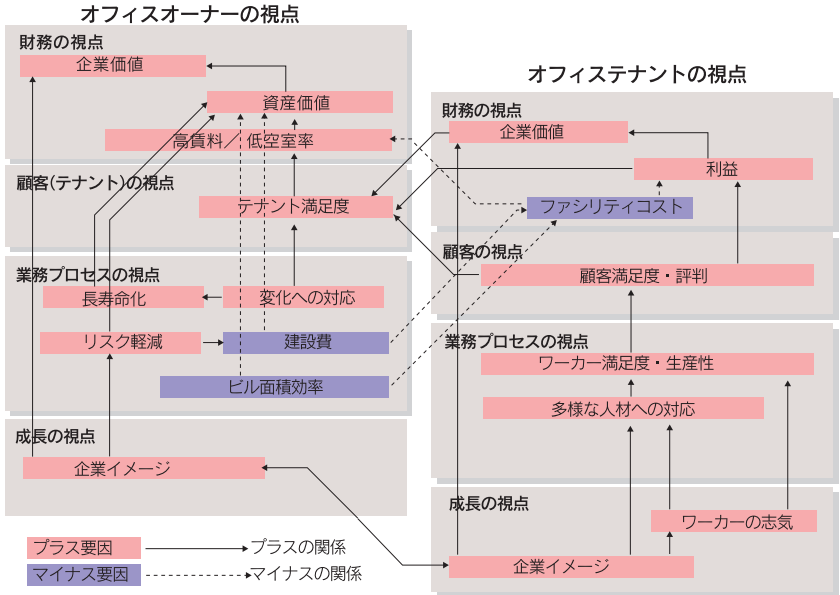 オフィスオーナーの視点
財務の視点
企業価値
資産価値
高賃料／ 低空室率
顧客(テナント)の視点
テナント満足度
業務プロセスの視点
長寿命化
変化への対応
リスク軽減
建設費
ビル面積効率
成長の視点
企業イメージ
プラス要因
プラスの関係
マイナス要因
マイナスの関係
オフィステナントの視点
財務の視点
企業価値
利益
ファシリティコスト
顧客の視点
顧客満足度・評判
業務プロセスの視点
ワーカー満足度・生産性
多様な人材への対応
成長の視点
ワーカーの志気
企業イメージ